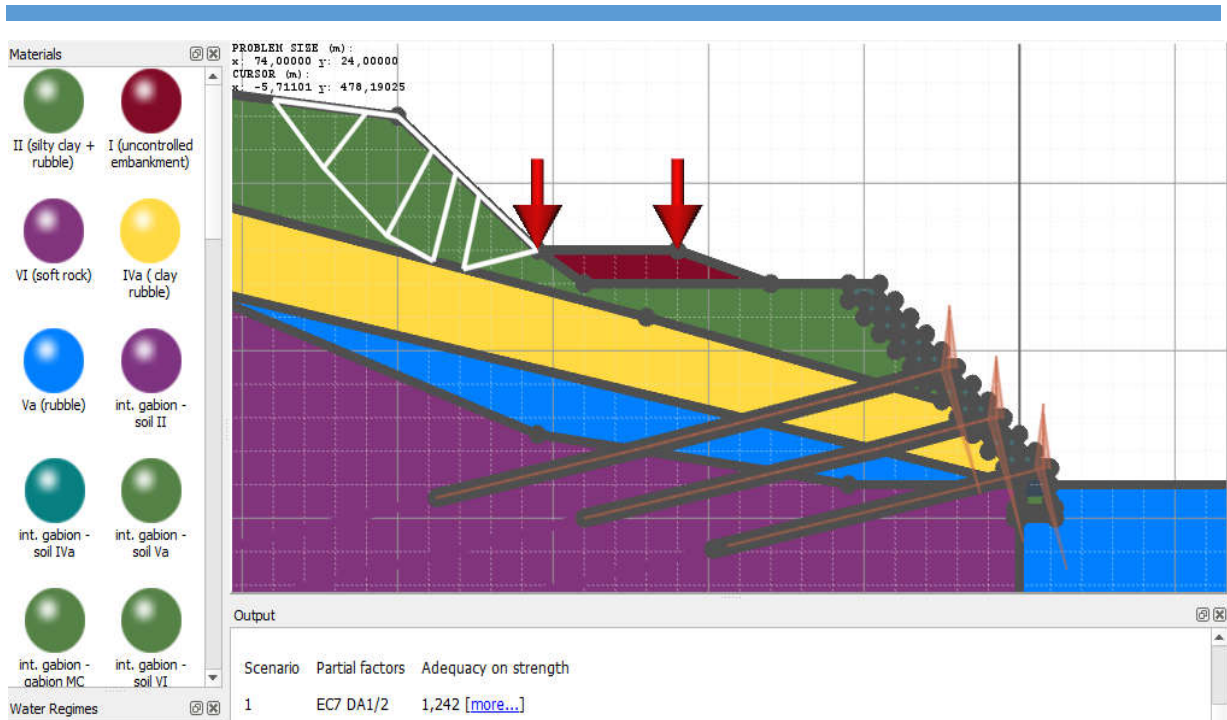 Materials
II (silty clay +
rubble)
I (uncontrolled
embankment)
VI (soft rock)
IVa ( clay
rubble)
Va (rubble)
int. gabion -
soil II
int. gabion -
soil IVa
int. gabion -
soil Va
int. gabion -
gabion MC
int. gabion -
soil VI
Water Regimes
PROBLEM SIZE (m):
x: 74,00000 y: 24,00000
CURSOR (m):
x: -5,71101 y: 478,19025
Output
Scenario Partial factors Adequacy on strength
1 EC7 DA1/2 1,242 [more...]